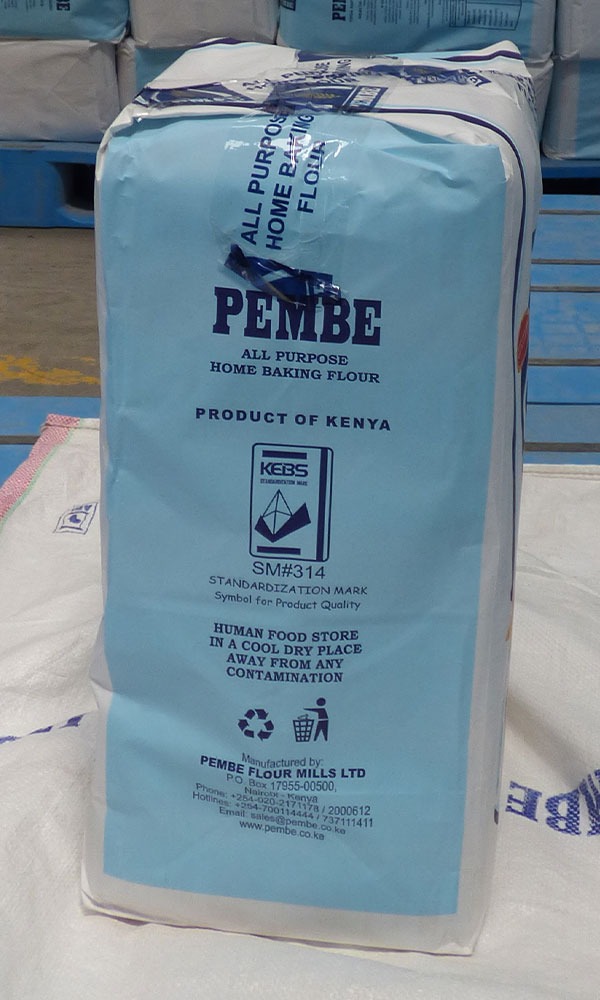 ALL PURPOSE
HOME BAKING
FLOUR
PEMBE
ALL PURPOSE
HOME BAKING FLOUR
PRODUCT OF KENYA
KEBS
STANDARDIZATION MARK
SM#314
STANDARDIZATION MARK
Symbol for Product Quality
HUMAN FOOD STORE
IN A COOL DRY PLACE
AWAY FROM ANY
CONTAMINATION
Manufactured by:
PEMBE FLOUR MILLS LTD
P.O. Box 17955-00500,
Nairobi - Kenya
Phone: +254-020-2171178 / 2000612
Hotlines: +254-700114444 / 737111411
Email: sales@pembe.co.ke
www.pembe.co.ke